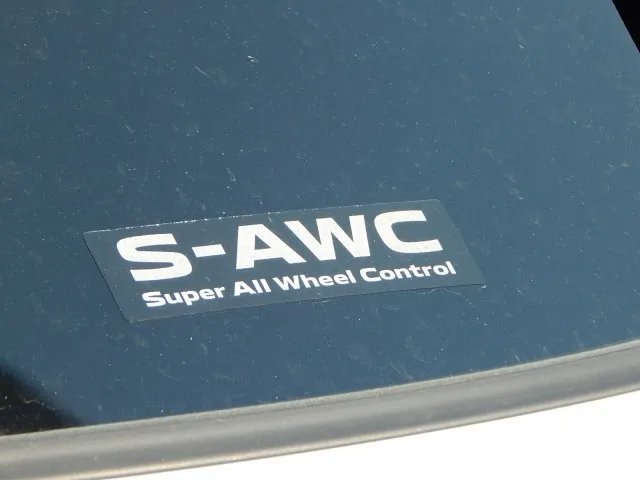 S-AWC
Super All Wheel Control